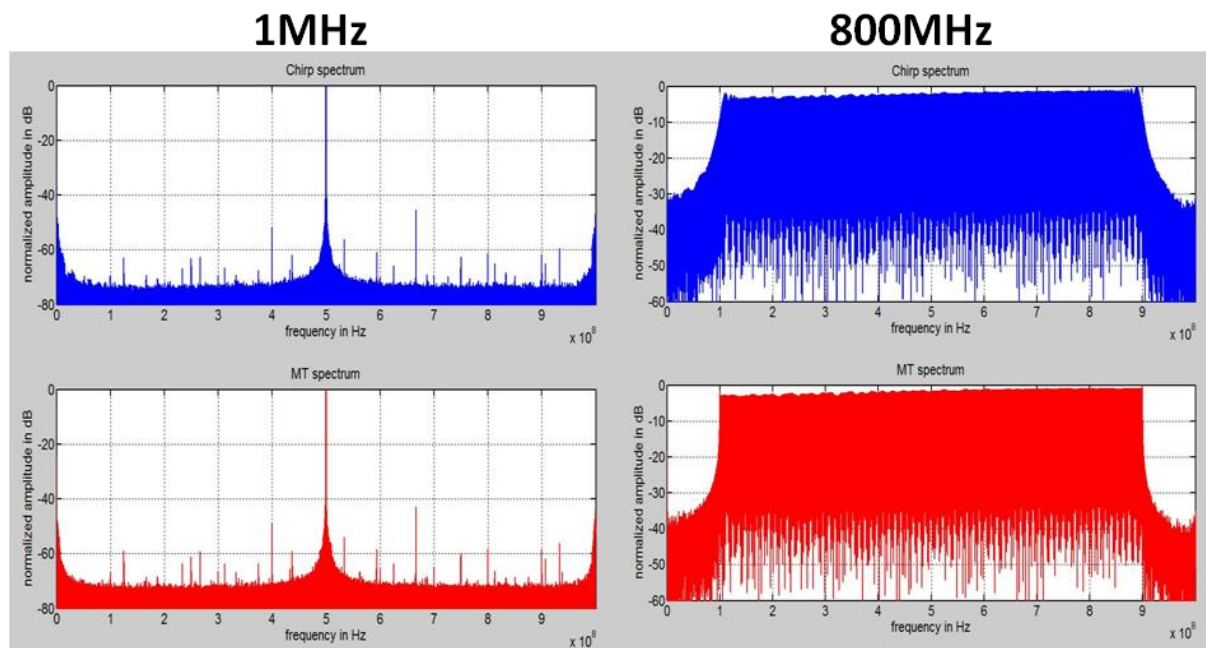 1MHz
800MHz
Chirp spectrum
normalized amplitude in dB
0
-20
-40
-60
-80
0 1 2 3 4 5 6 7 8 9
frequency in Hz
x 10^8
Chirp spectrum
normalized amplitude in dB
0
-10
-20
-30
-40
-50
-60
0 1 2 3 4 5 6 7 8 9
frequency in Hz
x 10^8
MT spectrum
normalized amplitude in dB
0
-20
-40
-60
-80
0 1 2 3 4 5 6 7 8 9
frequency in Hz
x 10^8
MT spectrum
normalized amplitude in dB
0
-10
-20
-30
-40
-50
-60
0 1 2 3 4 5 6 7 8 9
frequency in Hz
x 10^8